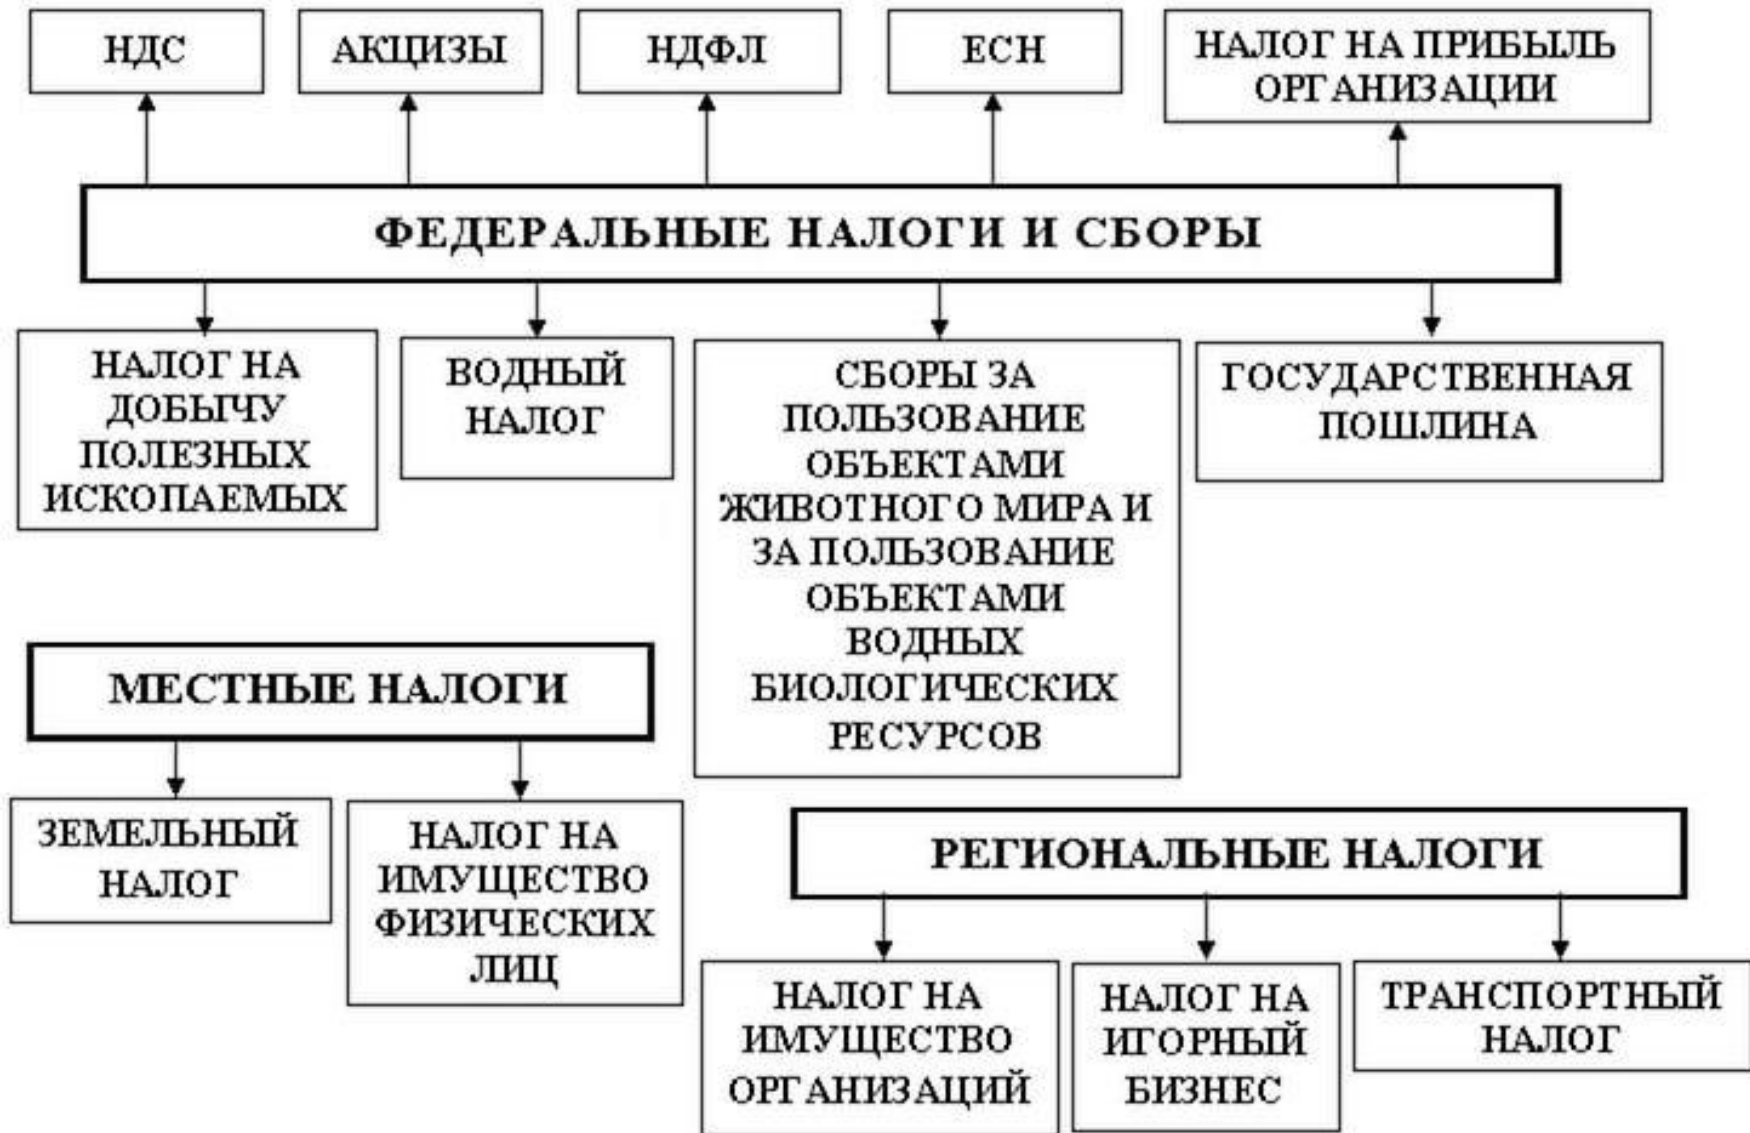 НДС
АКЦИЗЫ
НДФЛ
ЕСН
НАЛОГ НА ПРИБЫЛЬ
ОРГАНИЗАЦИИ
ФЕДЕРАЛЬНЫЕ НАЛОГИ И СБОРЫ
НАЛОГ НА
ДОБЫЧУ
ПОЛЕЗНЫХ
ИСКОПАЕМЫХ
ВОДНЫЙ
НАЛОГ
СБОРЫ ЗА
ПОЛЬЗОВАНИЕ
ОБЪЕКТАМИ
ЖИВОТНОГО МИРА И
ЗА ПОЛЬЗОВАНИЕ
ОБЪЕКТАМИ
ВОДНЫХ
БИОЛОГИЧЕСКИХ
РЕСУРСОВ
ГОСУДАРСТВЕННАЯ
ПОШЛИНА
МЕСТНЫЕ НАЛОГИ
ЗЕМЕЛЬНЫЙ
НАЛОГ
НАЛОГ НА
ИМУЩЕСТВО
ФИЗИЧЕСКИХ
ЛИЦ
РЕГИОНАЛЬНЫЕ НАЛОГИ
НАЛОГ НА
ИМУЩЕСТВО
ОРГАНИЗАЦИЙ
НАЛОГ НА
ИГОРНЫЙ
БИЗНЕС
ТРАНСПОРТНЫЙ
НАЛОГ